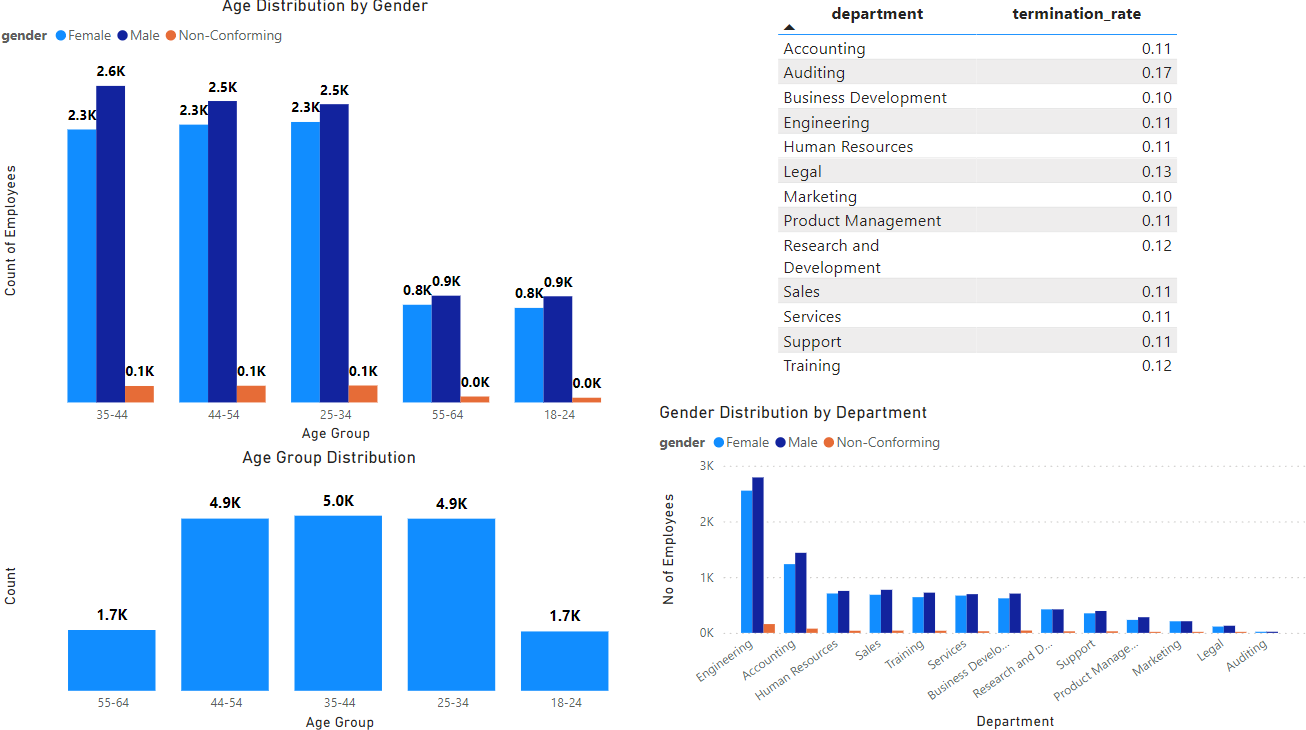 Age Distribution by Gender
gender Female Male Non-Conforming
Count of Employees
2.3K 2.6K 0.1K
2.3K 2.5K 0.1K
2.3K 2.5K 0.1K
0.8K 0.9K 0.0K
0.8K 0.9K 0.0K
35-44 44-54 25-34 55-64 18-24
Age Group
Age Group Distribution
Count
1.7K 4.9K 5.0K 4.9K 1.7K
55-64 44-54 35-44 25-34 18-24
Age Group
department termination_rate
Accounting 0.11
Auditing 0.17
Business Development 0.10
Engineering 0.11
Human Resources 0.11
Legal 0.13
Marketing 0.10
Product Management 0.11
Research and 0.12
Development
Sales 0.11
Services 0.11
Support 0.11
Training 0.12
Gender Distribution by Department
gender Female Male Non-Conforming
No of Employees
3K
2K
1K
0K
Engineering
Accounting
Human Resources
Sales
Training
Services
Business Develo...
Research and D...
Support
Product Manage...
Marketing
Legal
Auditing
Department